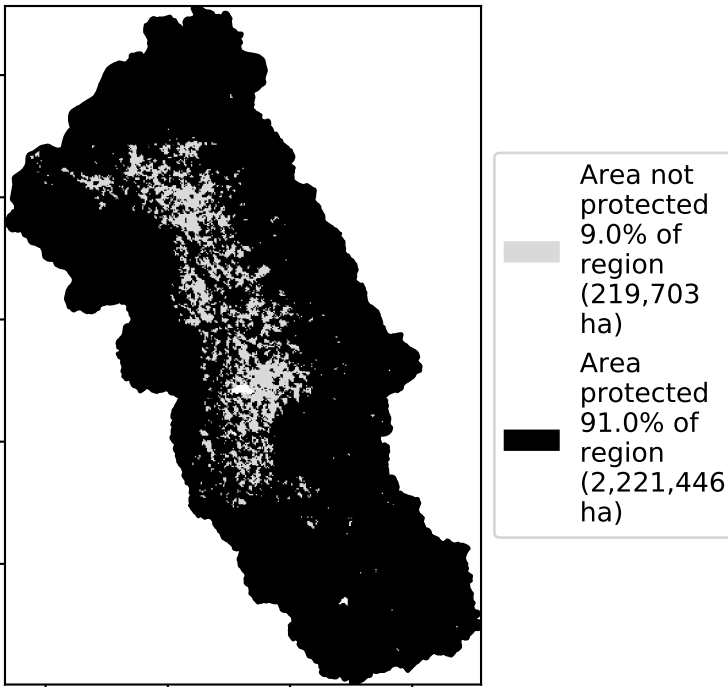 Area not
protected
9.0% of
region
(219,703
ha)
Area
protected
91.0% of
region
(2,221,446
ha)